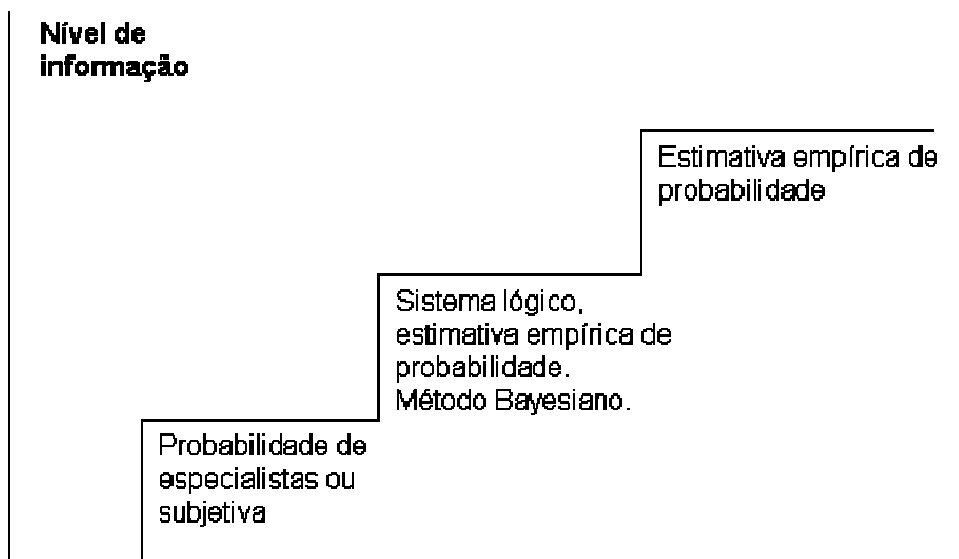 Nível de
informação
Estimativa empírica de
probabilidade
Sistema lógico,
estimativa empírica de
probabilidade.
Método Bayesiano.
Probabilidade de
especialistas ou
subjetiva